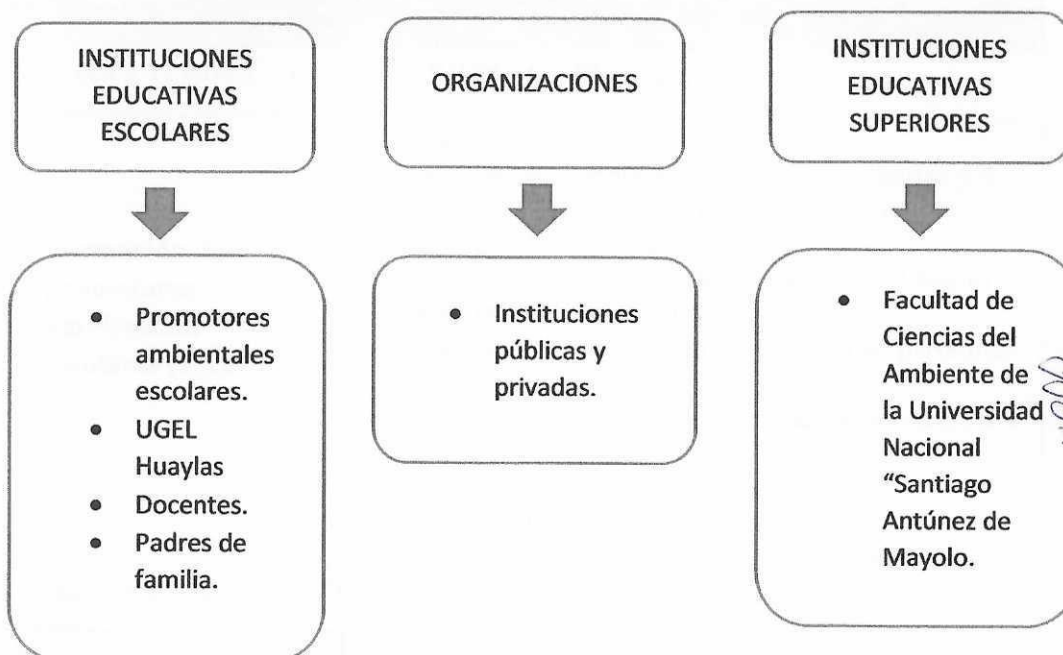 INSTITUCIONES
EDUCATIVAS
ESCOLARES
ORGANIZACIONES
INSTITUCIONES
EDUCATIVAS
SUPERIORES
• Promotores
ambientales
escolares.
• UGEL
Huaylas
• Docentes.
• Padres de
familia.
• Instituciones
públicas y
privadas.
• Facultad de
Ciencias del
Ambiente de
la Universidad
Nacional
“Santiago
Antúnez de
Mayolo.